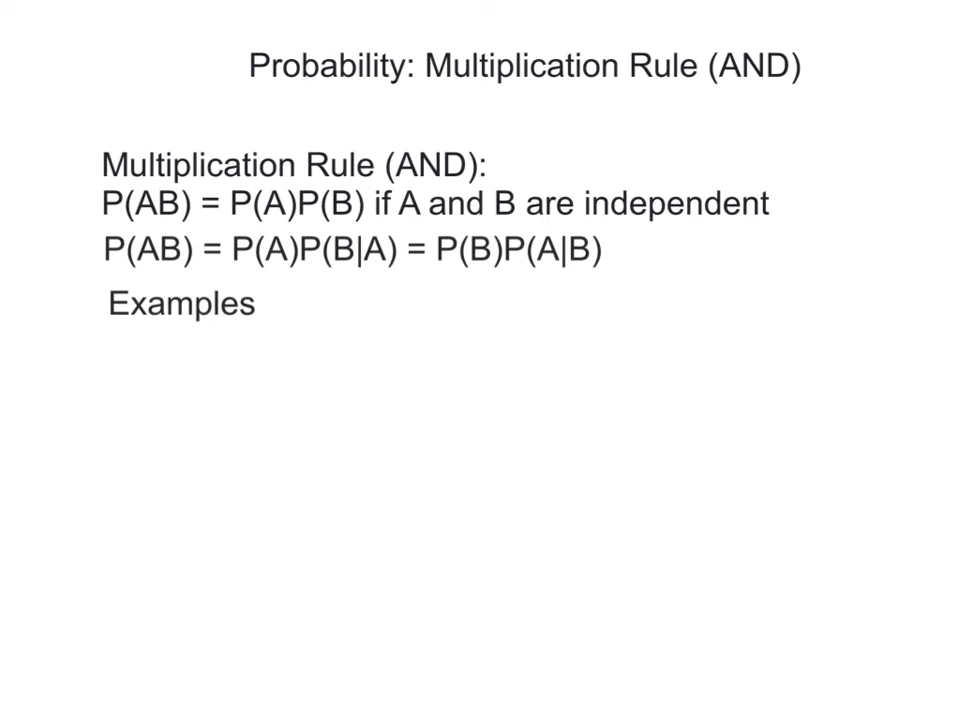 Probability: Multiplication Rule (AND)
Multiplication Rule (AND):
P(AB) = P(A)P(B) if A and B are independent
P(AB) = P(A)P(B|A) = P(B)P(A|B)
Examples